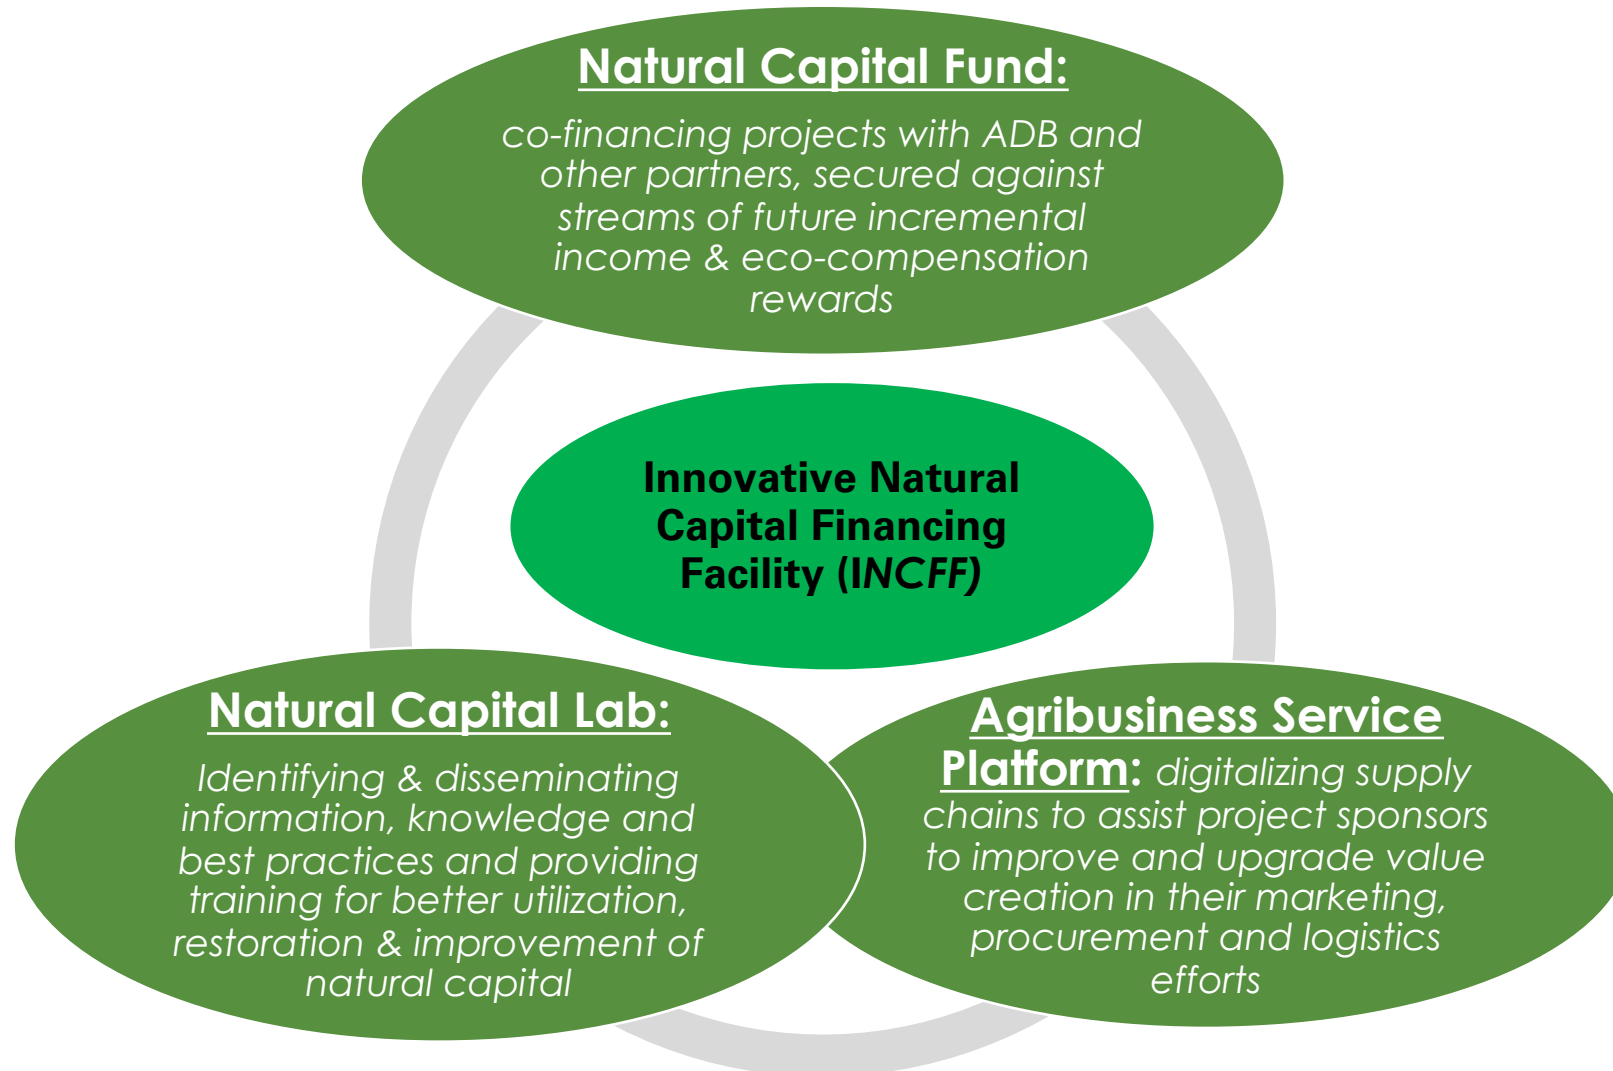 Natural Capital Fund:
co-financing projects with ADB and
other partners, secured against
streams of future incremental
income & eco-compensation
rewards
Innovative Natural
Capital Financing
Facility (INCFF)
Natural Capital Lab:
Identifying & disseminating
information, knowledge and
best practices and providing
training for better utilization,
restoration & improvement of
natural capital
Agribusiness Service
Platform: digitalizing supply
chains to assist project sponsors
to improve and upgrade value
creation in their marketing,
procurement and logistics
efforts